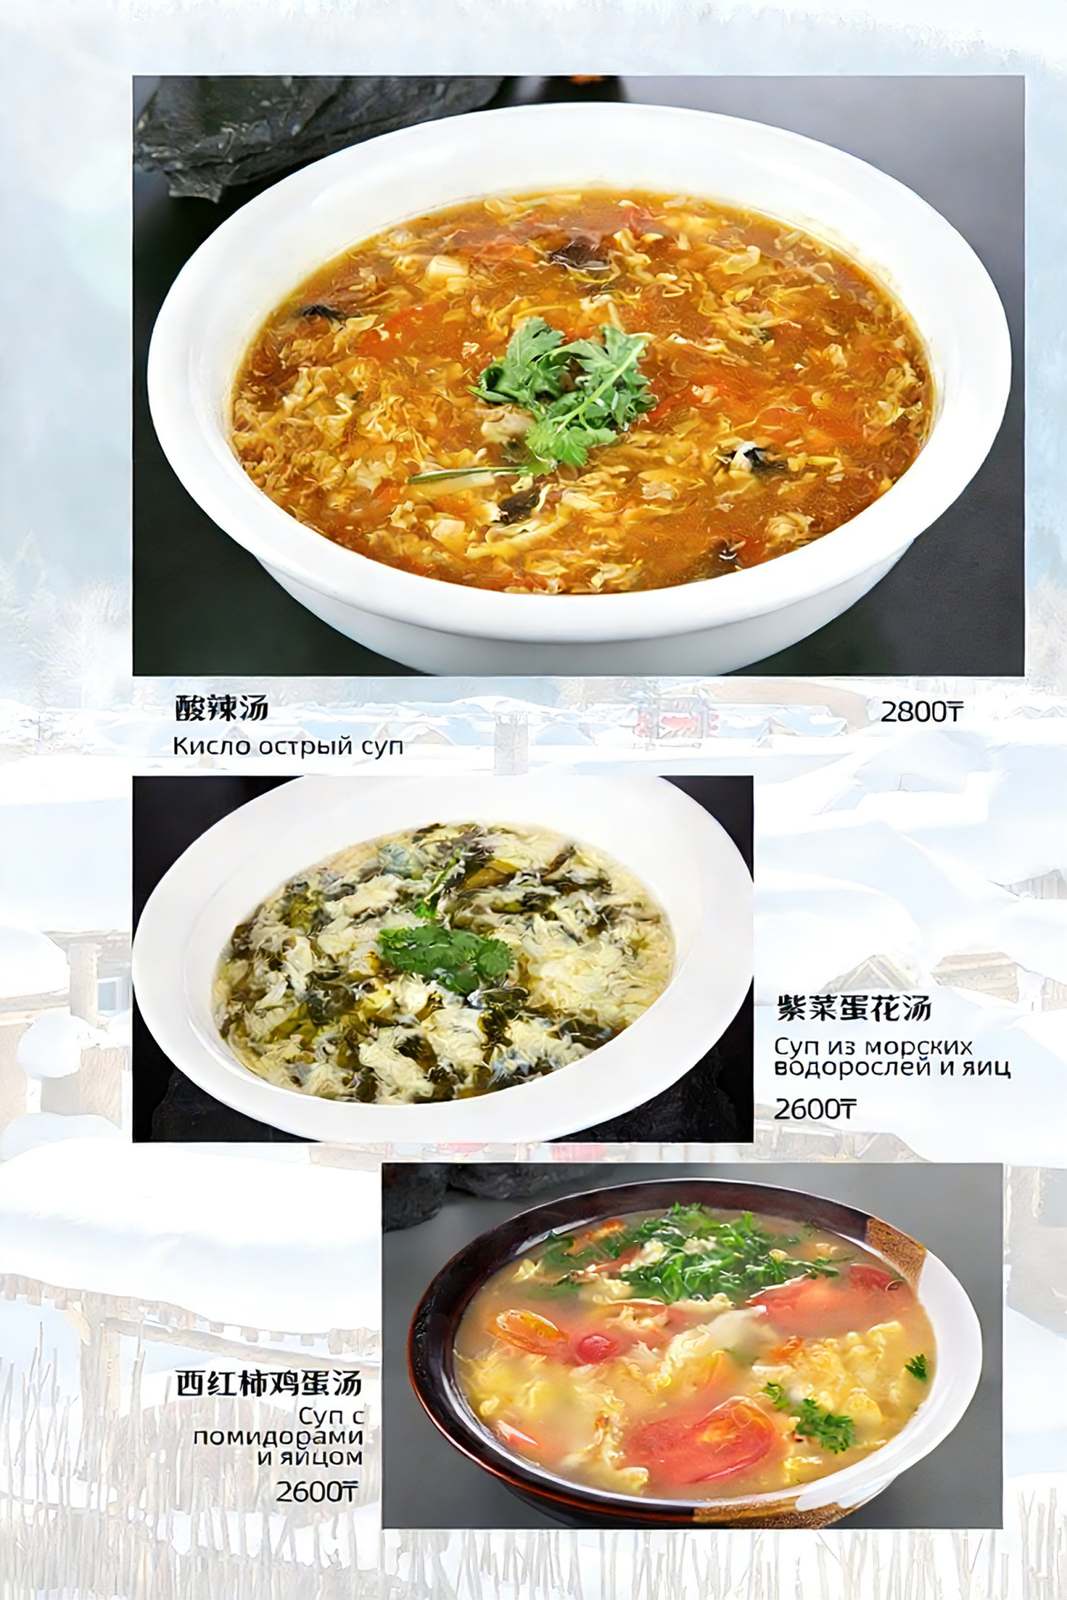 酸辣汤
2800₸
Кисло острый суп
紫菜蛋花汤
Суп из морских
водорослей и яиц
2600₸
西红柿鸡蛋汤
Суп с
помидорами
и яйцом
2600₸